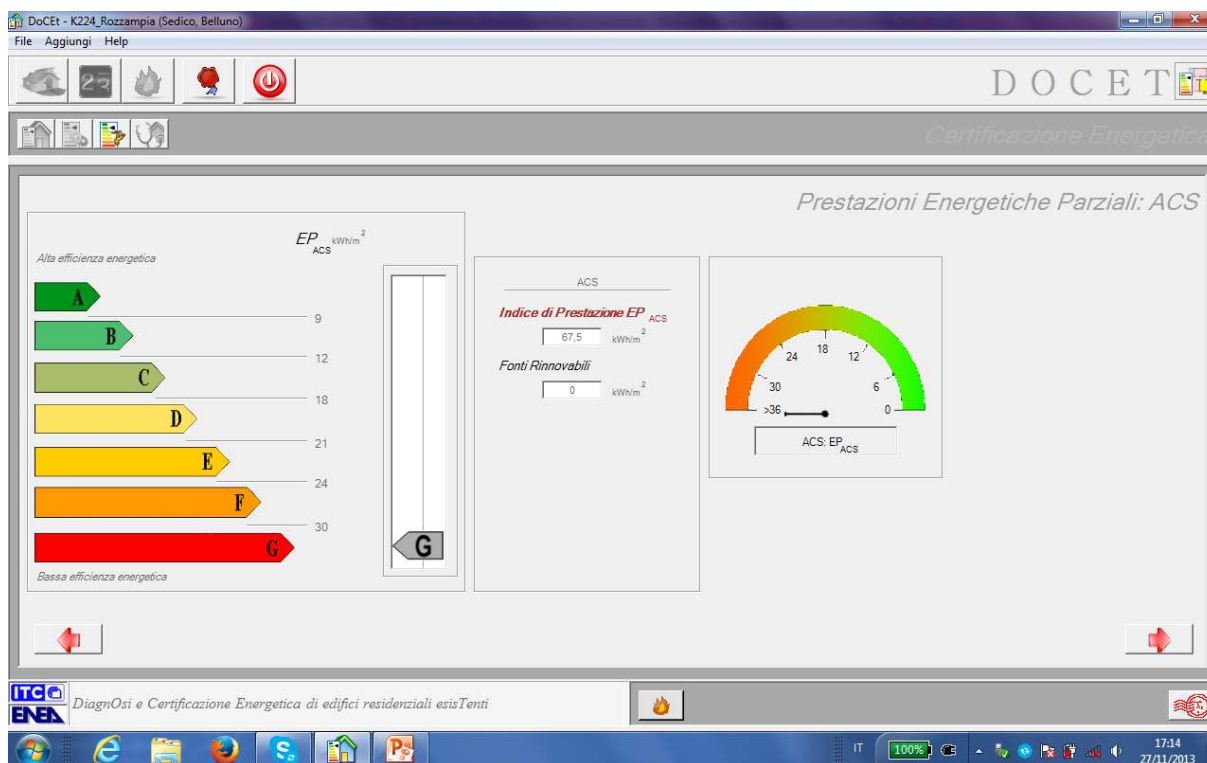 DoCEt - K224_Rozzampia (Sedico, Belluno)
File Aggiungi Help
23
DOCET
Certificazione Energetica
Prestazioni Energetiche Parziali: ACS
EP ACS kWh/m2
Alta efficienza energetica
A
9
B
12
C
18
D
21
E
24
F
30
G
G
Bassa efficienza energetica
ACS
Indice di Prestazione EP ACS
67,5 kWh/m2
Fonti Rinnovabili
0 kWh/m2
18
24 12
30 6
>36 0
ACS: EP ACS
ITC
ENEA
DiagnOsi e Certificazione Energetica di edifici residenziali esisTenti
IT 100% 17:14
27/11/2013